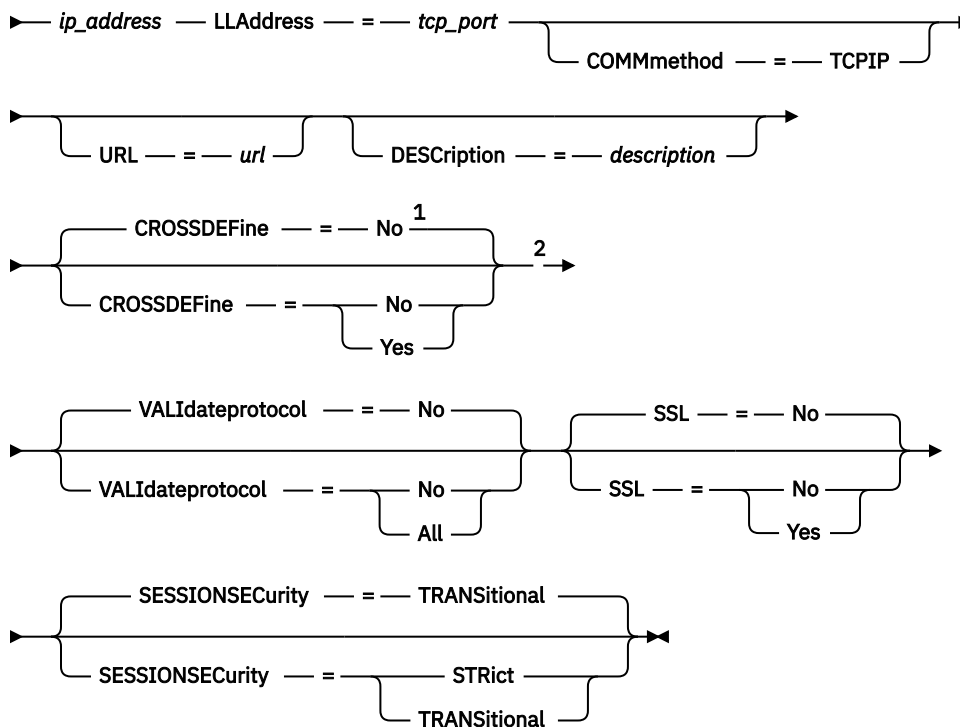 ip_address LLAddress = tcp_port
COMMmethod = TCPIP
URL = url DESCription = description
CROSSDEFine = No 1
2
CROSSDEFine = No
Yes
VALIdateprotocol = No SSL = No
VALIdateprotocol = No SSL = No
All Yes
SESSIONSECurity = TRANSitional
SESSIONSECurity = STRict
TRANSitional